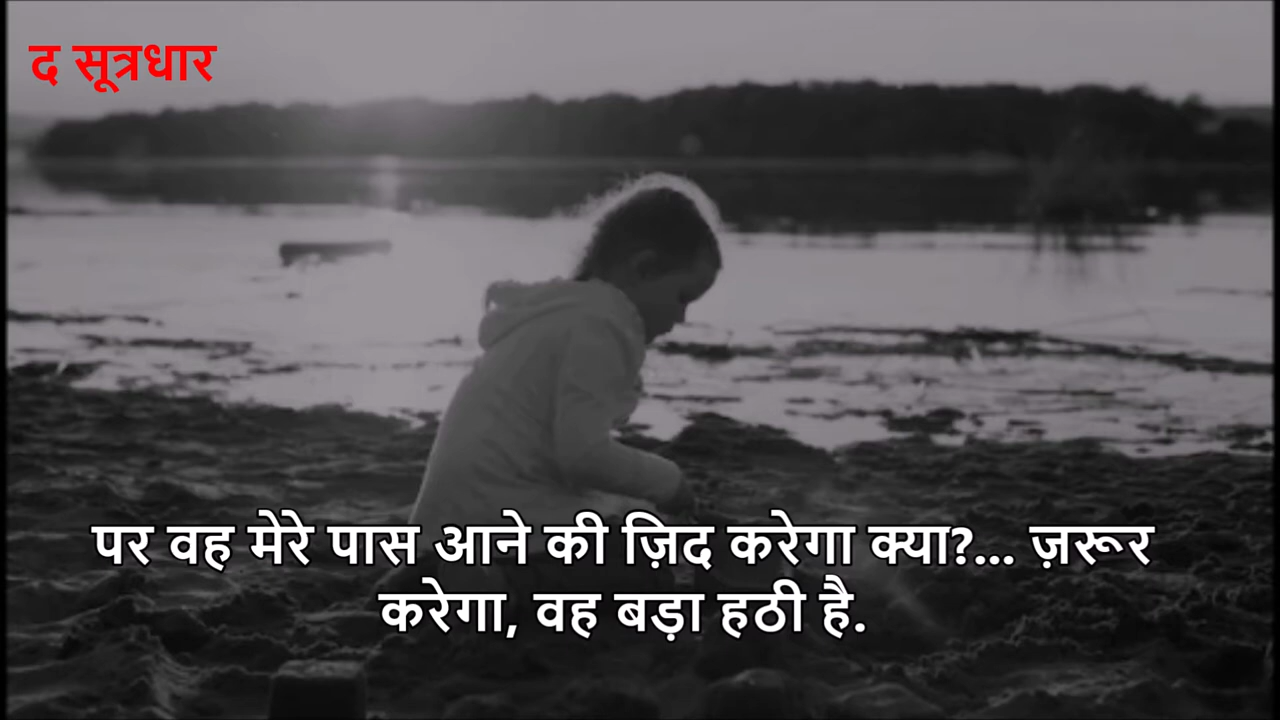 द सूत्रधार
पर वह मेरे पास आने की ज़िद करेगा क्या?... ज़रूर
करेगा, वह बड़ा हठी है.